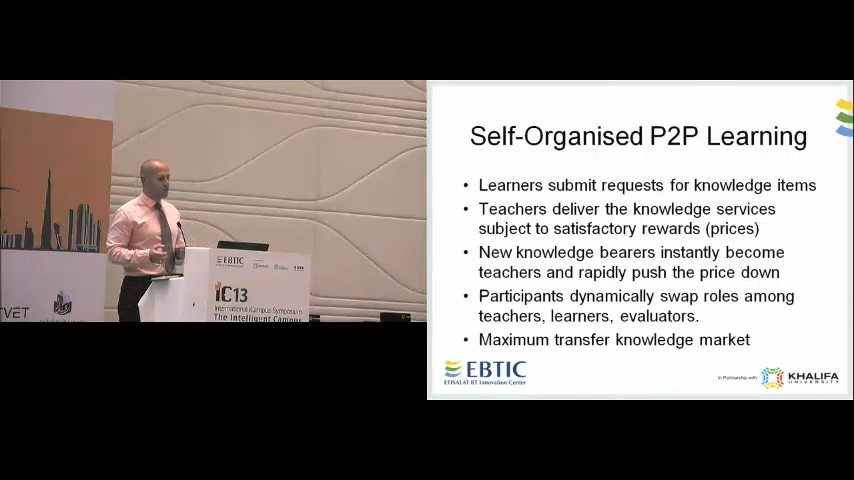 TVET
EBTIC
iC13
International iCampus Symposium
The Intelligent Campus
Self-Organised P2P Learning
• Learners submit requests for knowledge items
• Teachers deliver the knowledge services
subject to satisfactory rewards (prices)
• New knowledge bearers instantly become
teachers and rapidly push the price down
• Participants dynamically swap roles among
teachers, learners, evaluators.
• Maximum transfer knowledge market
EBTIC
ETISALAT BT Innovation Center
In Partnership with
KHALIFA
UNIVERSITY